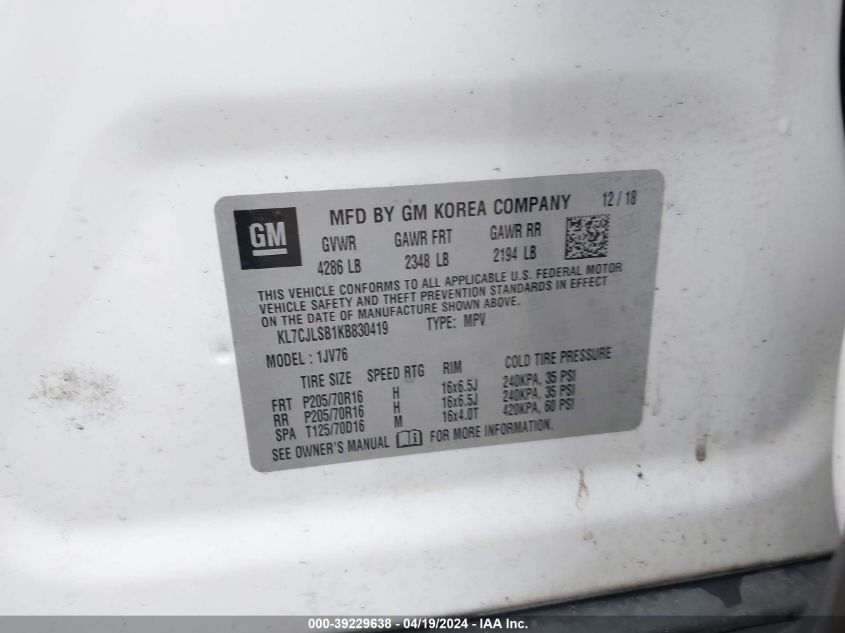 GM
MFD BY GM KOREA COMPANY 12 / 18
GVWR GAWR FRT GAWR RR
4286 LB 2348 LB 2194 LB
THIS VEHICLE CONFORMS TO ALL APPLICABLE U.S. FEDERAL MOTOR
VEHICLE SAFETY AND THEFT PREVENTION STANDARDS IN EFFECT
ON THE DATE OF MANUFACTURE SHOWN ABOVE.
KL7CJLSB1KB830419 TYPE: MPV
MODEL : 1JV76
TIRE SIZE SPEED RTG RIM COLD TIRE PRESSURE
FRT P205/70R16 H 16x6.5J 240KPA, 35 PSI
RR P205/70R16 H 16x6.5J 240KPA, 35 PSI
SPA T125/70D16 M 16x4.0T 420KPA, 60 PSI
SEE OWNER'S MANUAL FOR MORE INFORMATION.
000-39229638 - 04/19/2024 - IAA Inc.